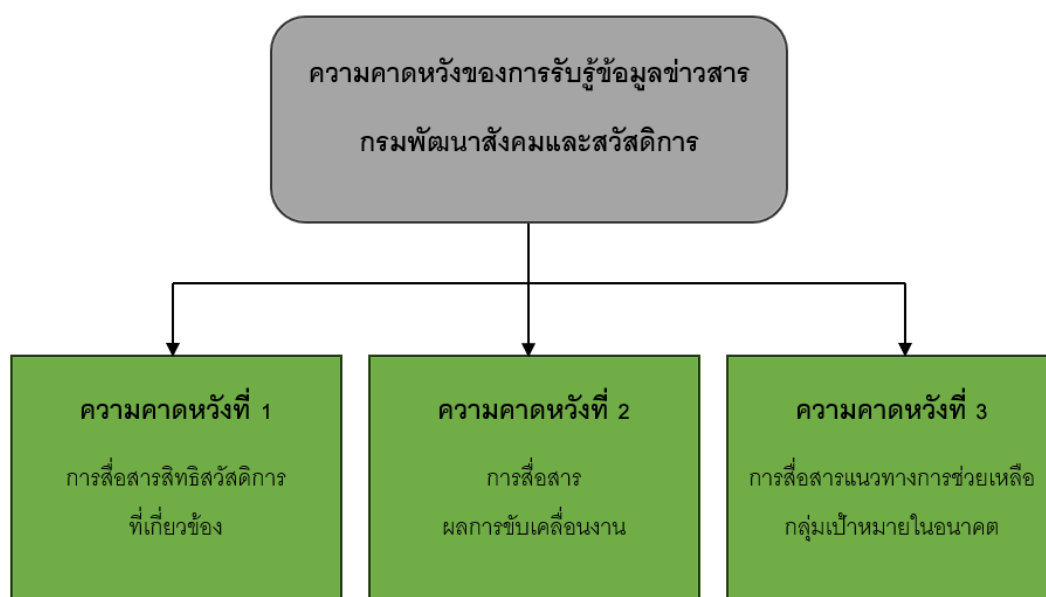 ความคาดหวังของการรับรู้ข้อมูลข่าวสาร
กรมพัฒนาสังคมและสวัสดิการ
ความคาดหวังที่ 1
การสื่อสารสิทธิสวัสดิการ
ที่เกี่ยวข้อง
ความคาดหวังที่ 2
การสื่อสาร
ผลการขับเคลื่อนงาน
ความคาดหวังที่ 3
การสื่อสารแนวทางการช่วยเหลือ
กลุ่มเป้าหมายในอนาคต